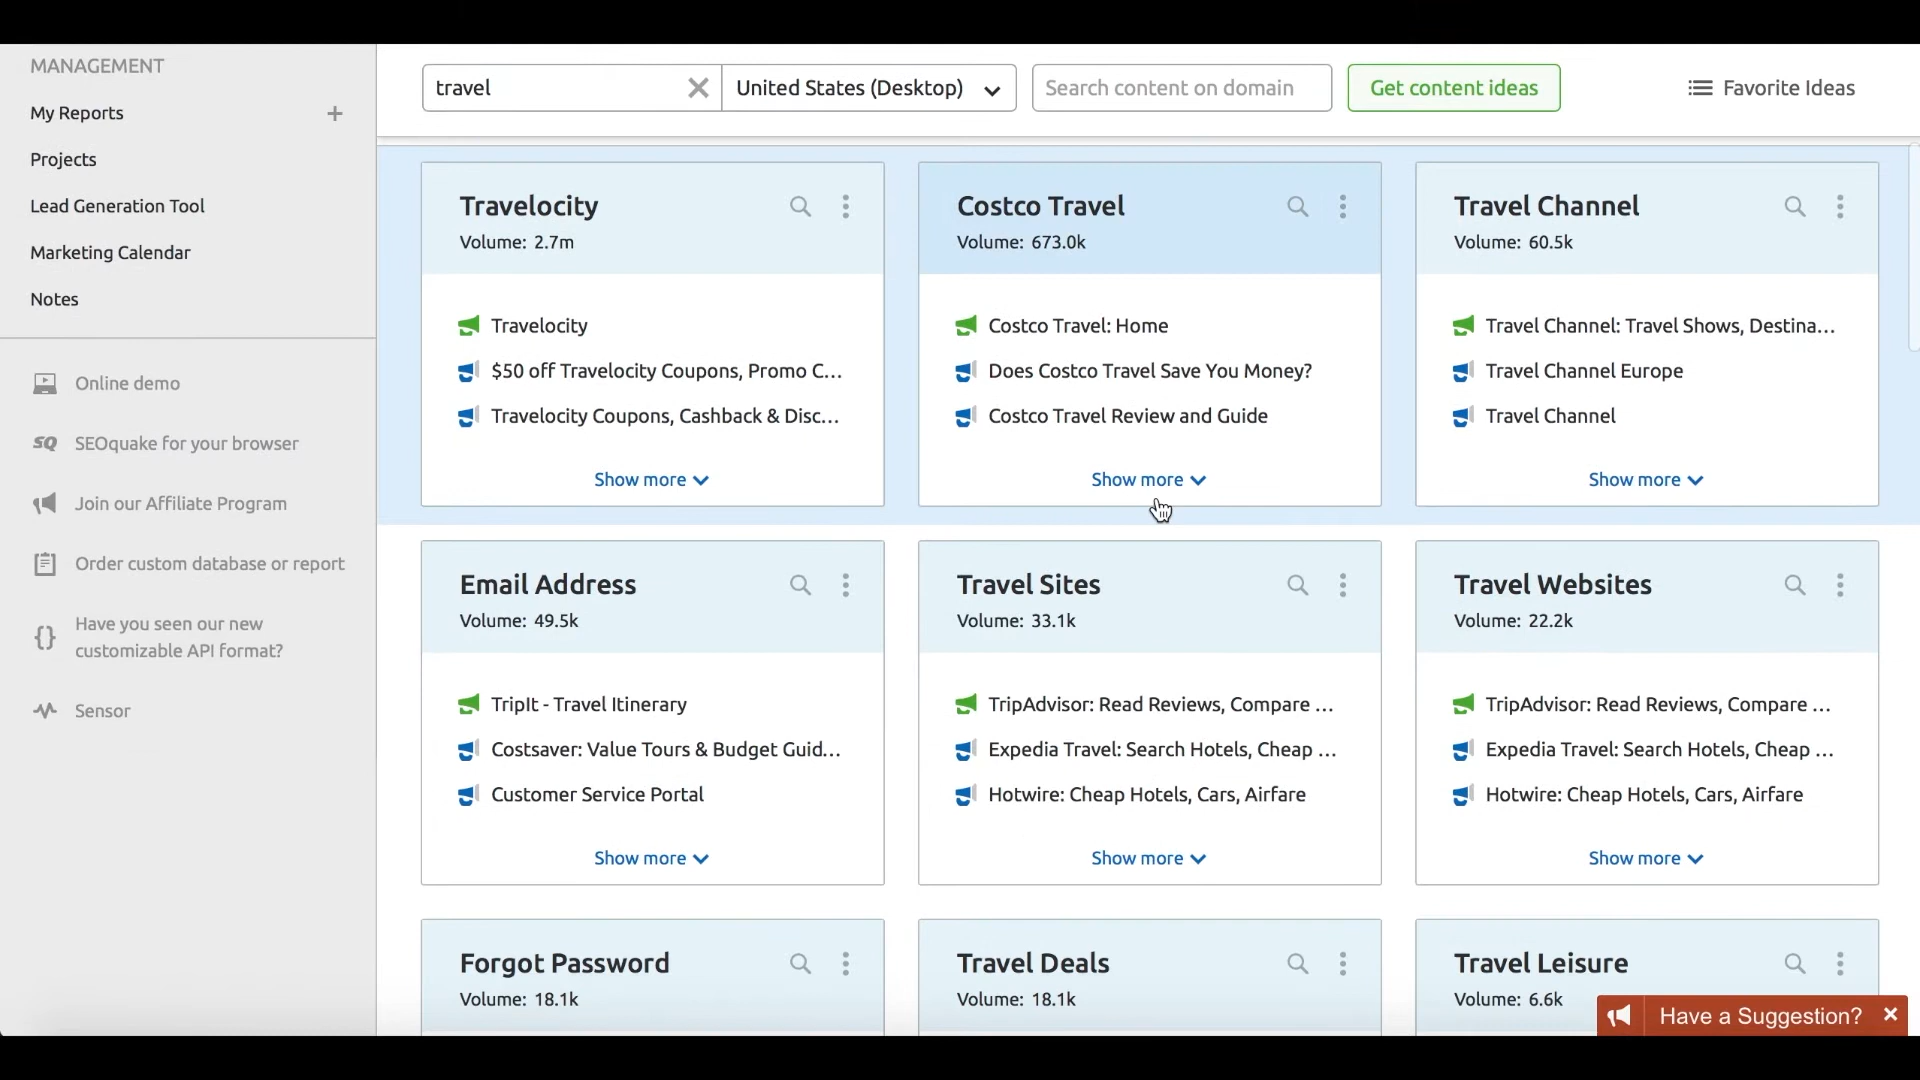 MANAGEMENT
My Reports
Projects
Lead Generation Tool
Marketing Calendar
Notes
Online demo
SQ SEOquake for your browser
Join our Affiliate Program
Order custom database or report
Have you seen our new
customizable API format?
Sensor
travel
United States (Desktop)
Search content on domain
Get content ideas
Favorite Ideas
Travelocity
Volume: 2.7m
Travelocity
$50 off Travelocity Coupons, Promo C...
Travelocity Coupons, Cashback & Disc...
Show more
Costco Travel
Volume: 673.0k
Costco Travel: Home
Does Costco Travel Save You Money?
Costco Travel Review and Guide
Show more
Travel Channel
Volume: 60.5k
Travel Channel: Travel Shows, Destina...
Travel Channel Europe
Travel Channel
Show more
Email Address
Volume: 49.5k
TripIt - Travel Itinerary
Costsaver: Value Tours & Budget Guid...
Customer Service Portal
Show more
Travel Sites
Volume: 33.1k
TripAdvisor: Read Reviews, Compare ...
Expedia Travel: Search Hotels, Cheap ...
Hotwire: Cheap Hotels, Cars, Airfare
Show more
Travel Websites
Volume: 22.2k
TripAdvisor: Read Reviews, Compare ...
Expedia Travel: Search Hotels, Cheap ...
Hotwire: Cheap Hotels, Cars, Airfare
Show more
Forgot Password
Volume: 18.1k
Travel Deals
Volume: 18.1k
Travel Leisure
Volume: 6.6k
Have a Suggestion?